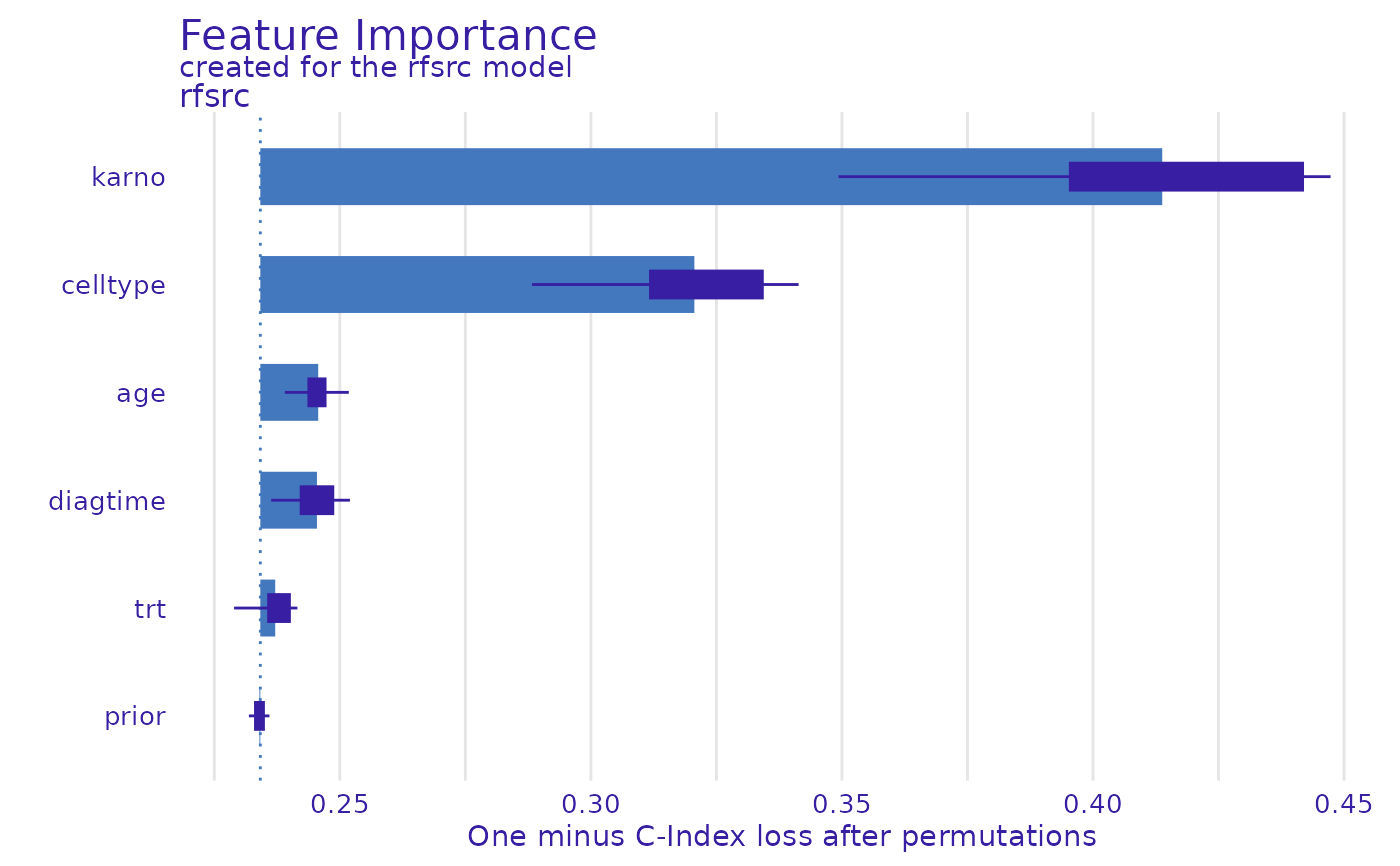 Feature Importance
created for the rfsrc model
rfsrc
karno
celltype
age
diagtime
trt
prior
0.25 0.30 0.35 0.40 0.45
One minus C-Index loss after permutations